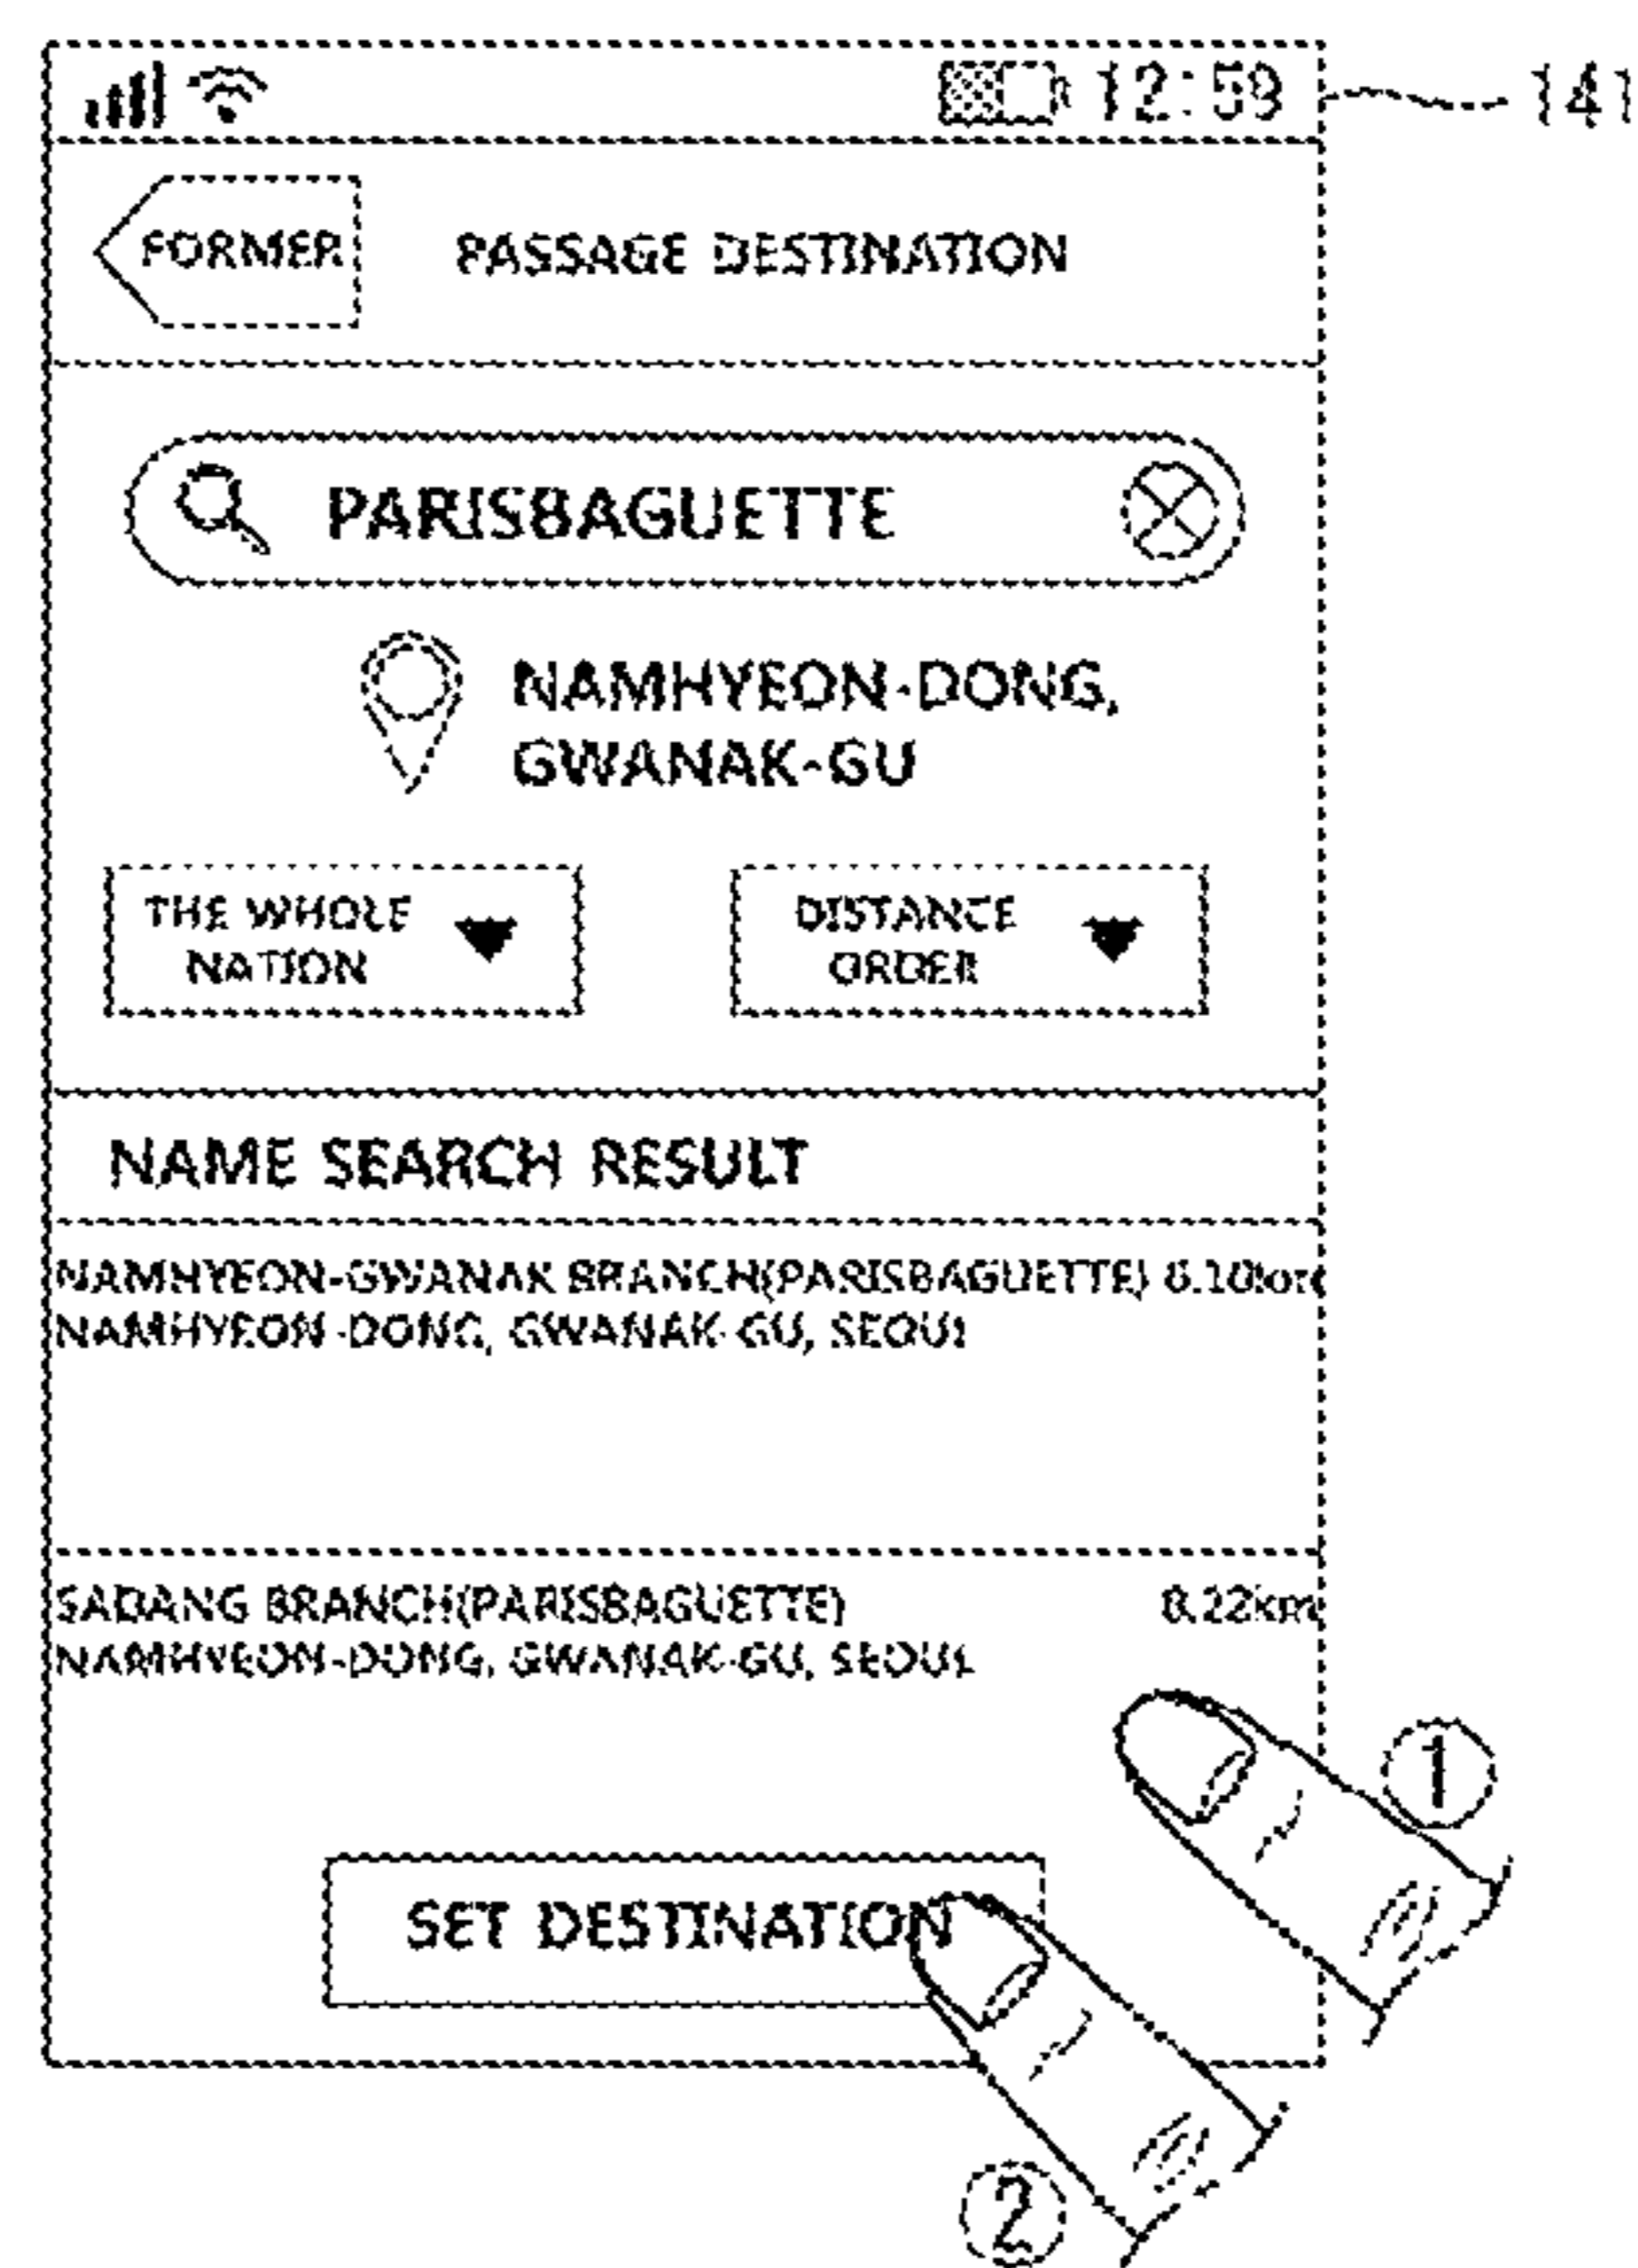 12:59
141
FORMER
PASSAGE DESTINATION
PARISBAGUETTE
NAMHYEON-DONG,
GWANAK-GU
THE WHOLE
NATION
DISTANCE
ORDER
NAME SEARCH RESULT
NAMHYEON-GWANAK BRANCH(PARISBAGUETTE)
NAMHYEON-DONG, GWANAK-GU, SEOUL
SADANG BRANCH(PARISBAGUETTE) 0.22km
NAMHYEON-DONG, GWANAK-GU, SEOUL
①
SET DESTINATION
②